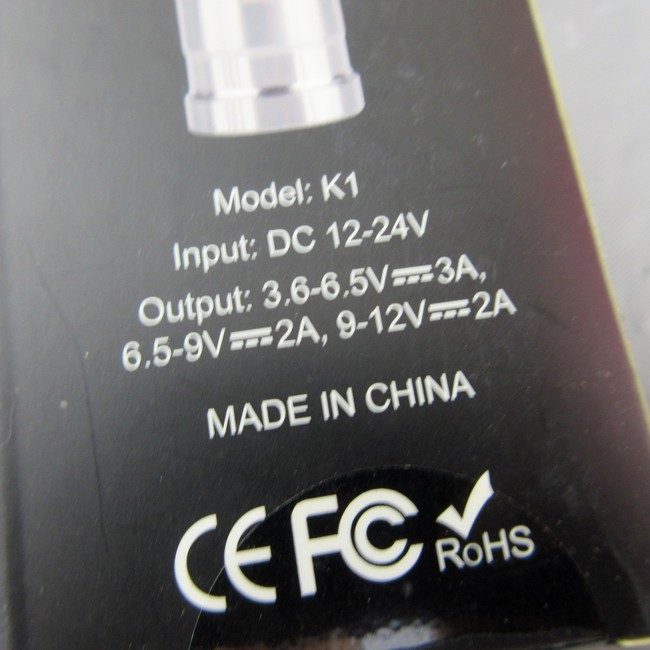 Model: K1
Input: DC 12-24V
Output: 3.6-6.5V⎓3A,
6.5-9V⎓2A, 9-12V⎓2A
MADE IN CHINA
CE FC RoHS